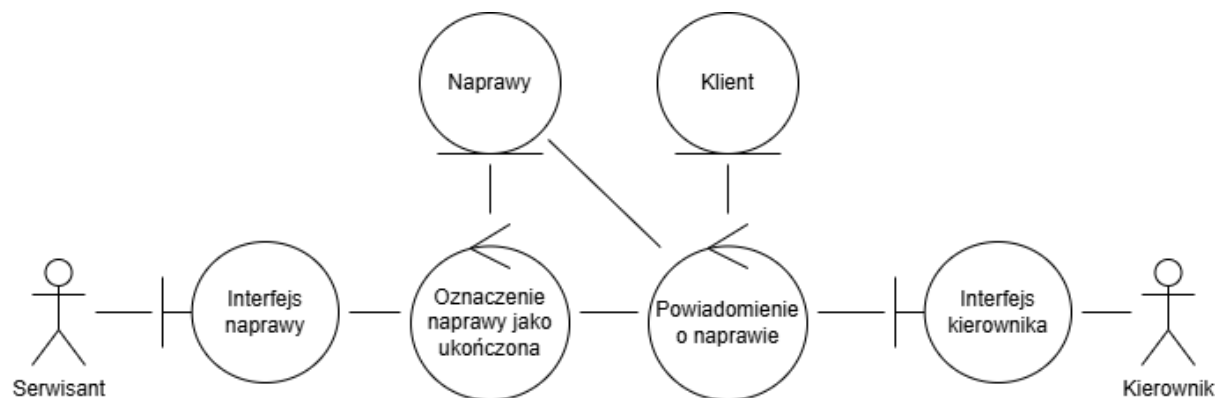 Naprawy
Klient
Interfejs
naprawy
Oznaczenie
naprawy jako
ukończona
Powiadomienie
o naprawie
Interfejs
kierownika
Serwisant
Kierownik